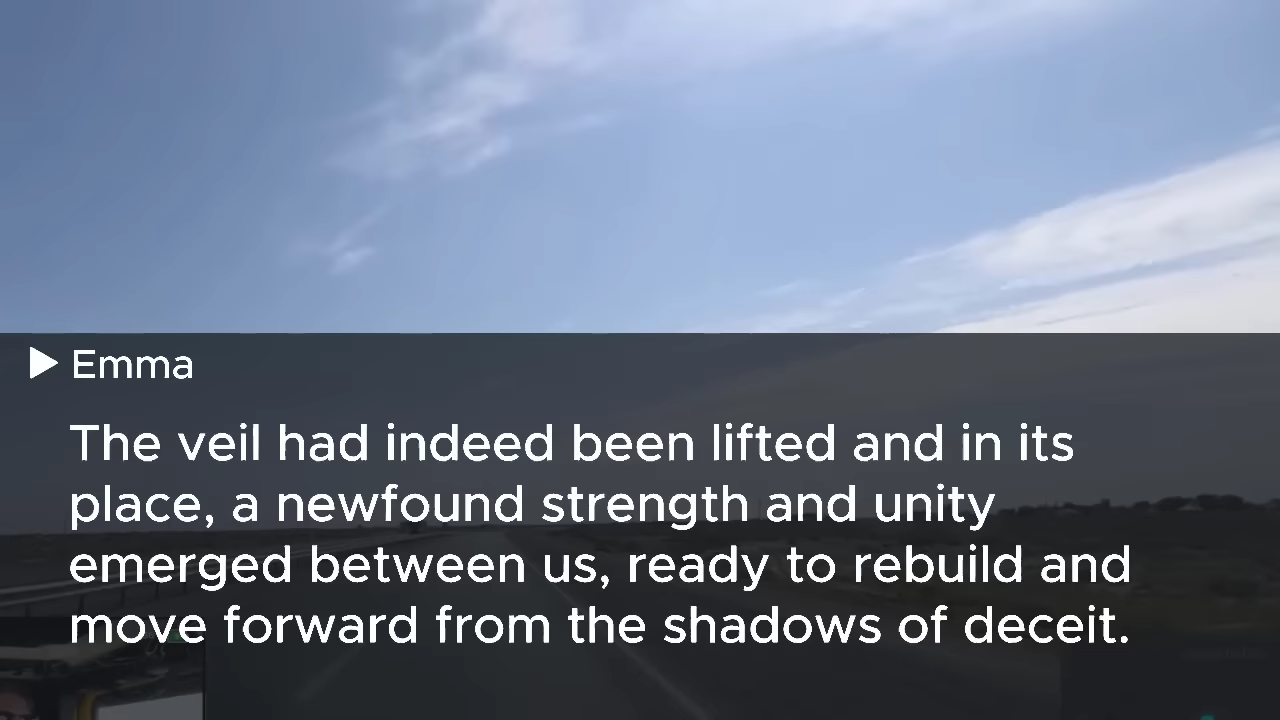 Emma
The veil had indeed been lifted and in its
place, a newfound strength and unity
emerged between us, ready to rebuild and
move forward from the shadows of deceit.